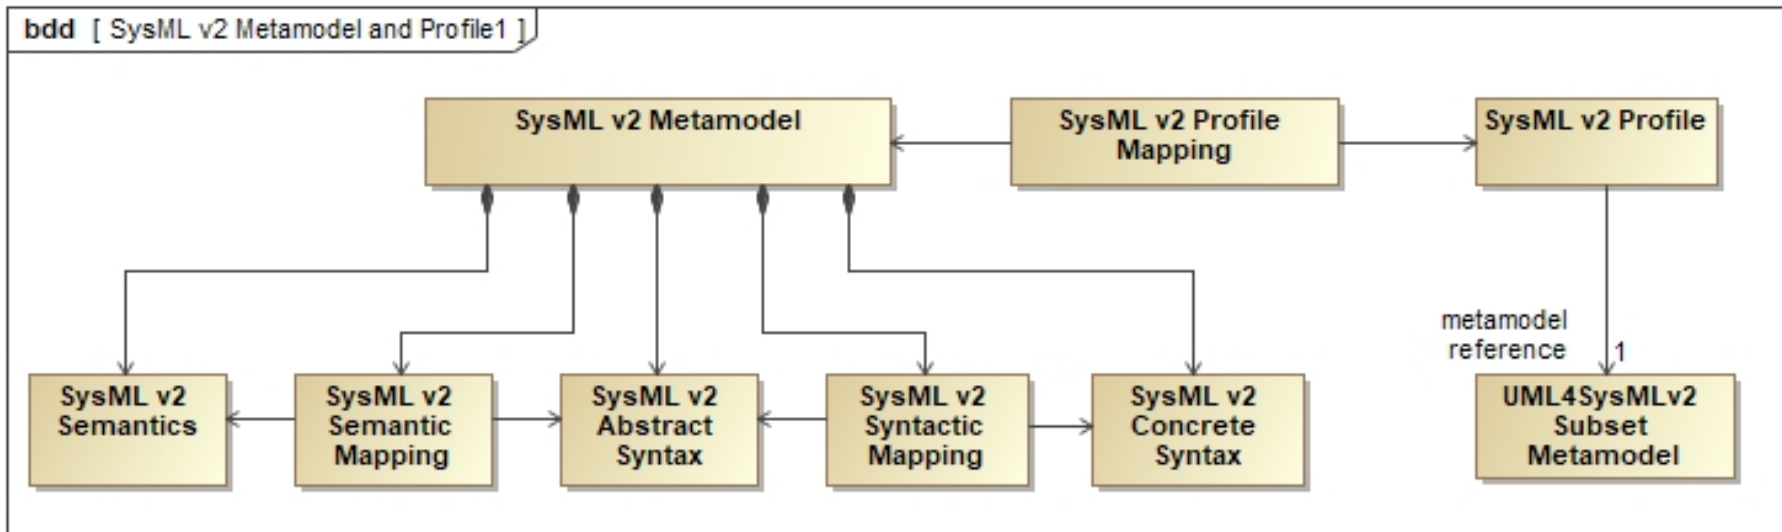 bdd [ SysML v2 Metamodel and Profile1 ]
SysML v2 Metamodel
SysML v2 Profile
Mapping
SysML v2 Profile
metamodel
reference
1
SysML v2
Semantics
SysML v2
Semantic
Mapping
SysML v2
Abstract
Syntax
SysML v2
Syntactic
Mapping
SysML v2
Concrete
Syntax
UML4SysMLv2
Subset
Metamodel